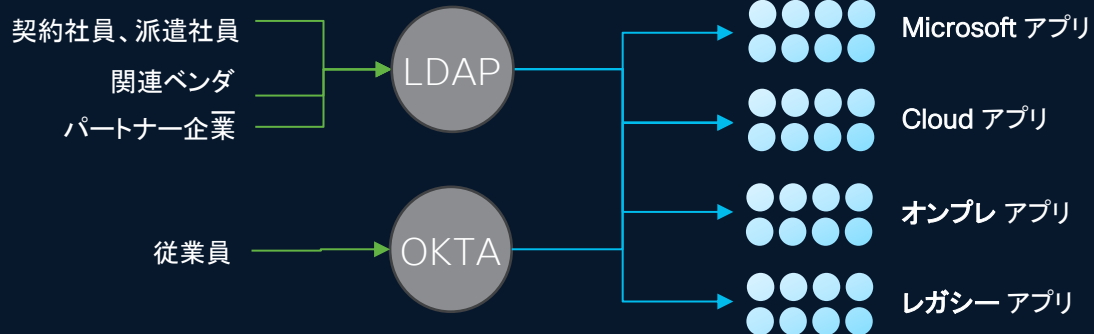 契約社員、派遣社員
関連ベンダ
パートナー企業
従業員
LDAP
OKTA
Microsoft アプリ
Cloud アプリ
オンプレ アプリ
レガシー アプリ